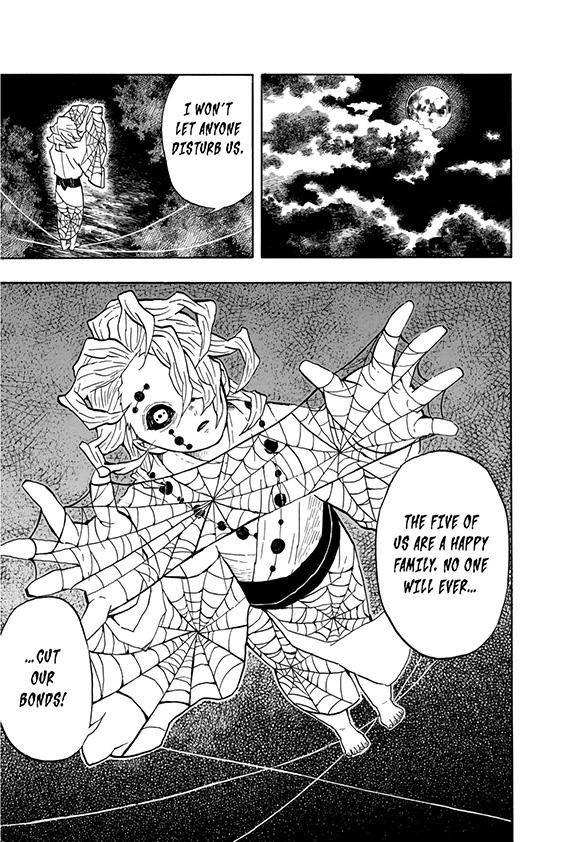 I WON'T
LET ANYONE
DISTURB US.
THE FIVE OF
US ARE A HAPPY
FAMILY. NO ONE
WILL EVER...
...CUT
OUR
BONDS!